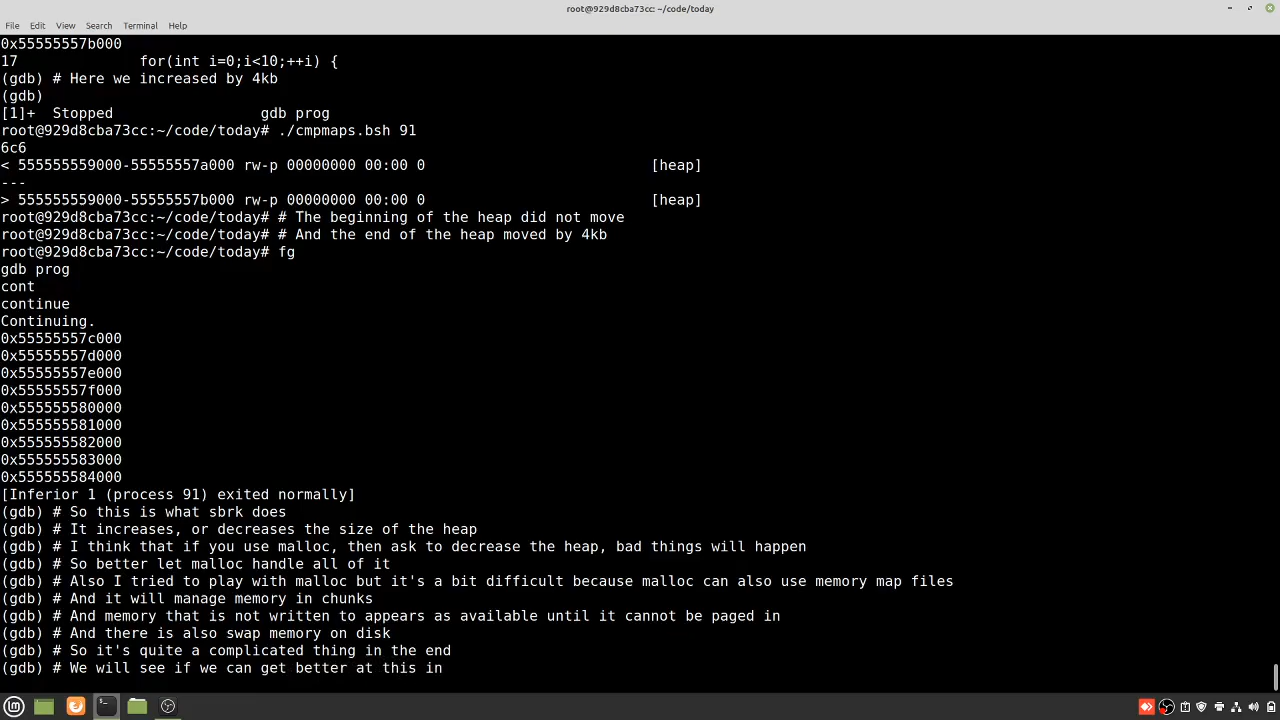 root@929d8cba73cc: ~/code/today
File Edit View Search Terminal Help
0x55555557b000
17              for(int i=0;i<10;++i) {
(gdb) # Here we increased by 4kb
(gdb)
[1]+  Stopped                 gdb prog
root@929d8cba73cc:~/code/today# ./cmpmaps.bsh 91
6c6
< 555555559000-55555557a000 rw-p 00000000 00:00 0                          [heap]
---
> 555555559000-55555557b000 rw-p 00000000 00:00 0                          [heap]
root@929d8cba73cc:~/code/today# # The beginning of the heap did not move
root@929d8cba73cc:~/code/today# # And the end of the heap moved by 4kb
root@929d8cba73cc:~/code/today# fg
gdb prog
cont
continue
Continuing.
0x55555557c000
0x55555557d000
0x55555557e000
0x55555557f000
0x555555580000
0x555555581000
0x555555582000
0x555555583000
0x555555584000
[Inferior 1 (process 91) exited normally]
(gdb) # So this is what sbrk does
(gdb) # It increases, or decreases the size of the heap
(gdb) # I think that if you use malloc, then ask to decrease the heap, bad things will happen
(gdb) # So better let malloc handle all of it
(gdb) # Also I tried to play with malloc but it's a bit difficult because malloc can also use memory map files
(gdb) # And it will manage memory in chunks
(gdb) # And memory that is not written to appears as available until it cannot be paged in
(gdb) # And there is also swap memory on disk
(gdb) # So it's quite a complicated thing in the end
(gdb) # We will see if we can get better at this in